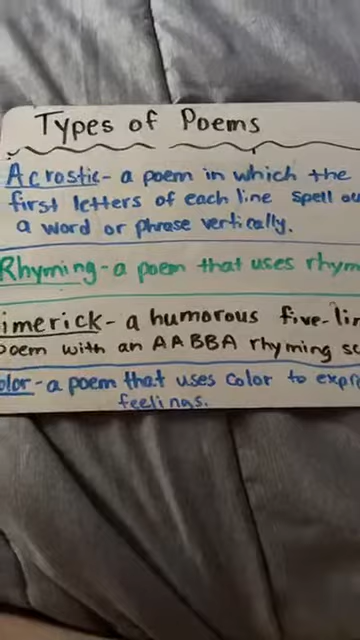 Types of Poems
Acrostic - a poem in which the
first letters of each line spell ou
a word or phrase vertically.
Rhyming - a poem that uses rhym
imerick - a humorous five-lin
poem with an AABBA rhyming sc
olor - a poem that uses color to expre
feelings.